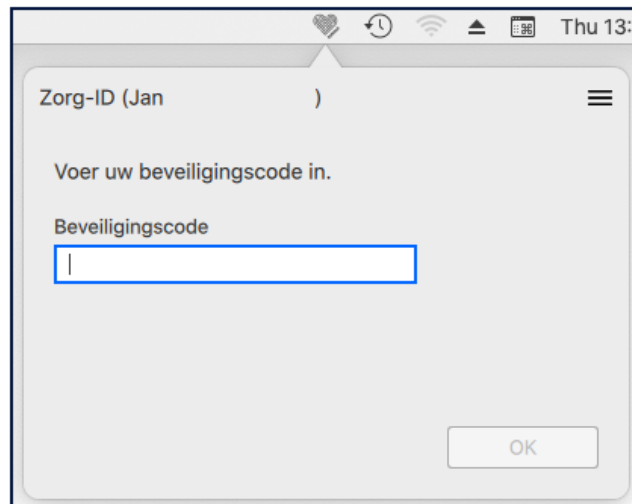 Thu 13:
Zorg-ID (Jan )
Voer uw beveiligingscode in.
Beveiligingscode
OK